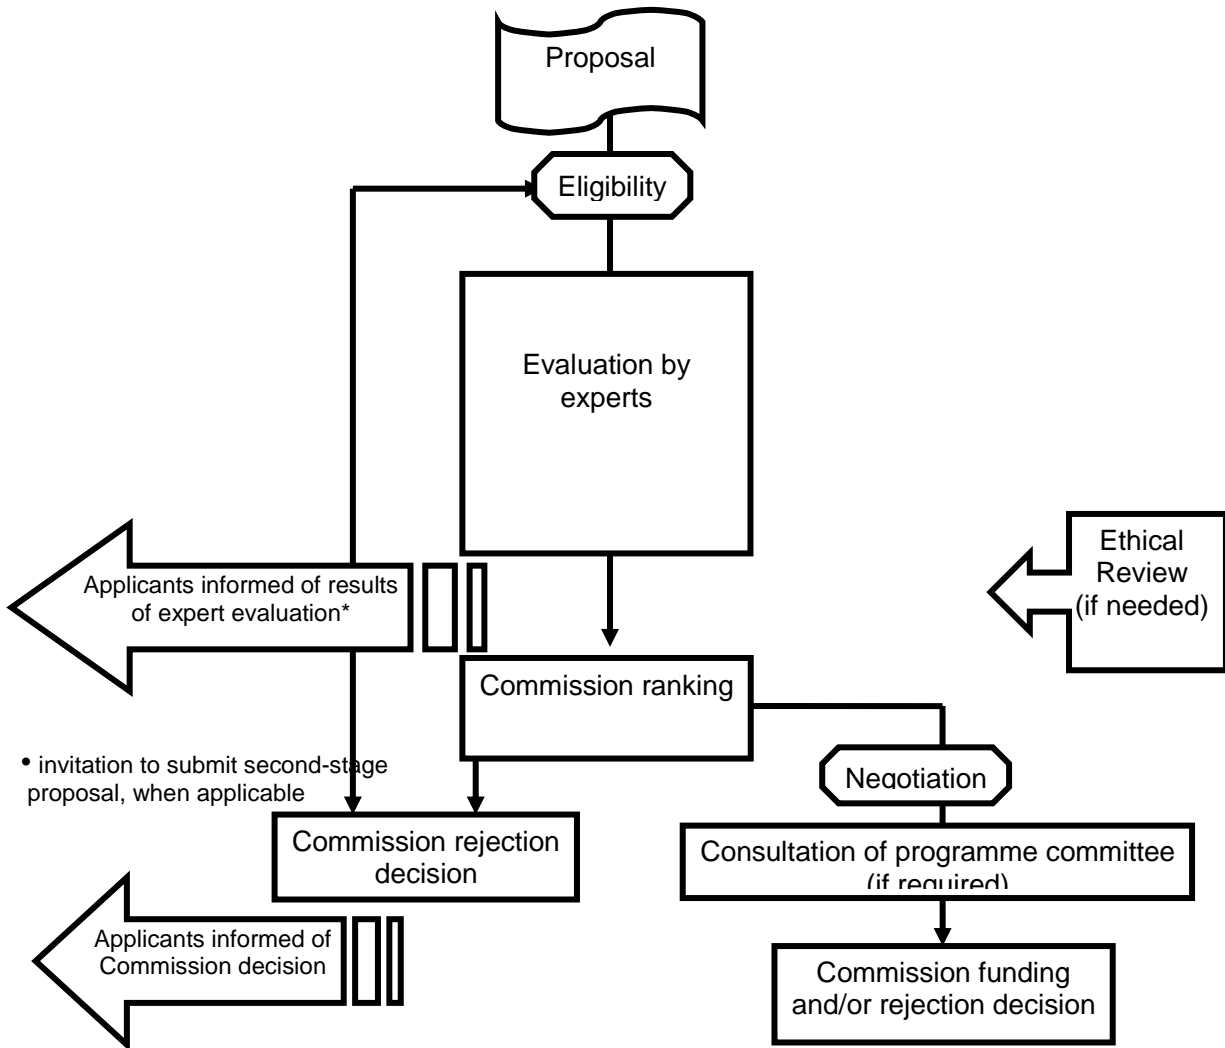 Proposal
Eligibility
Evaluation by
experts
Ethical
Review
(if needed)
Applicants informed of results
of expert evaluation*
Commission ranking
• invitation to submit second-stage
proposal, when applicable
Negotiation
Commission rejection
decision
Consultation of programme committee
(if required)
Applicants informed of
Commission decision
Commission funding
and/or rejection decision